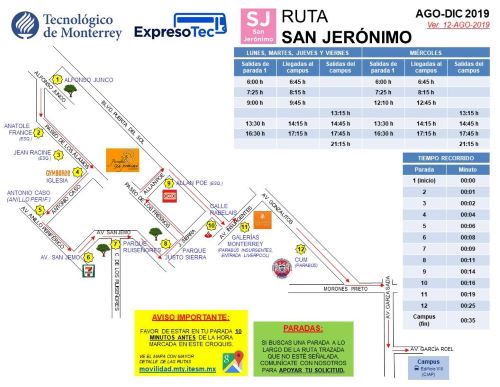 Tecnológico
de Monterrey
ExpresoTec
SJ
San
Jerónimo
RUTA
SAN JERÓNIMO
AGO-DIC 2019
Ver. 12-AGO-2019
LUNES, MARTES, JUEVES Y VIERNES
MIÉRCOLES
Salidas de parada 1
Llegadas al campus
Salidas del campus
Salidas de parada 1
Llegadas al campus
Salidas del campus
6:00 h 6:45 h 6:00 h 6:45 h
7:25 h 8:15 h 7:25 h 8:15 h
9:00 h 9:45 h 12:10 h 12:45 h
13:15 h 13:15 h
13:30 h 14:15 h 14:45 h 13:30 h 14:15 h 14:45 h
16:30 h 17:15 h 17:45 h 16:30 h 17:15 h 17:45 h
21:15 h 21:15 h
TIEMPO RECORRIDO
Parada Minuto
1 (inicio) 00:00
2 00:01
3 00:02
4 00:04
5 00:06
6 00:07
7 00:09
8 00:11
9 00:14
10 00:16
11 00:19
12 00:25
Campus (fin) 00:35
1
ALFONSO JUNCO
ALFONSO JUNCO
BLVD. PUERTA DEL SOL
ANATOLE
FRANCE (ESQ.)
2
PASEO DE LOS ÁLAMOS
JEAN RACINE (ESQ.)
3
GYMBOREE
IGLESIA
4
ANTONIO CASO
(ANILLO PERIF.)
5
ANTONIO CASO
AV. ANILLO PERIFÉRICO
AV. SAN JEMO
6
AV. SAN JEMO
7
PARQUE
RUISEÑORES
C. DE LOS RUISEÑORES
8
PARQUE
JUSTO SIERRA
J. SIERRA
ALLAN POE
9
ALLAN POE (ESQ.)
CALLE
RABELAIS
10
AV. INSURGENTES
11
GALERÍAS
MONTERREY
(PARABÚS INSURGENTES,
ENTRADA LIVERPOOL)
AV. GONZALITOS
12
CUM
(PARABÚS)
MORONES PRIETO
AV. GARZA SADA
AV. GARCÍA ROEL
Campus
Edificio VIII
(CIAP)
AVISO IMPORTANTE:
FAVOR DE ESTAR EN TU PARADA 10
MINUTOS ANTES DE LA HORA
MARCADA EN ESTE CROQUIS.
VE EL MAPA CON MAYOR
DETALLE DE LAS RUTAS
movilidad.mty.itesm.mx
PARADAS:
SI BUSCAS UNA PARADA A LO
LARGO DE LA RUTA TRAZADA
QUE NO ESTÉ SEÑALADA,
COMUNÍCATE CON NOSOTROS
PARA APOYAR TU SOLICITUD.